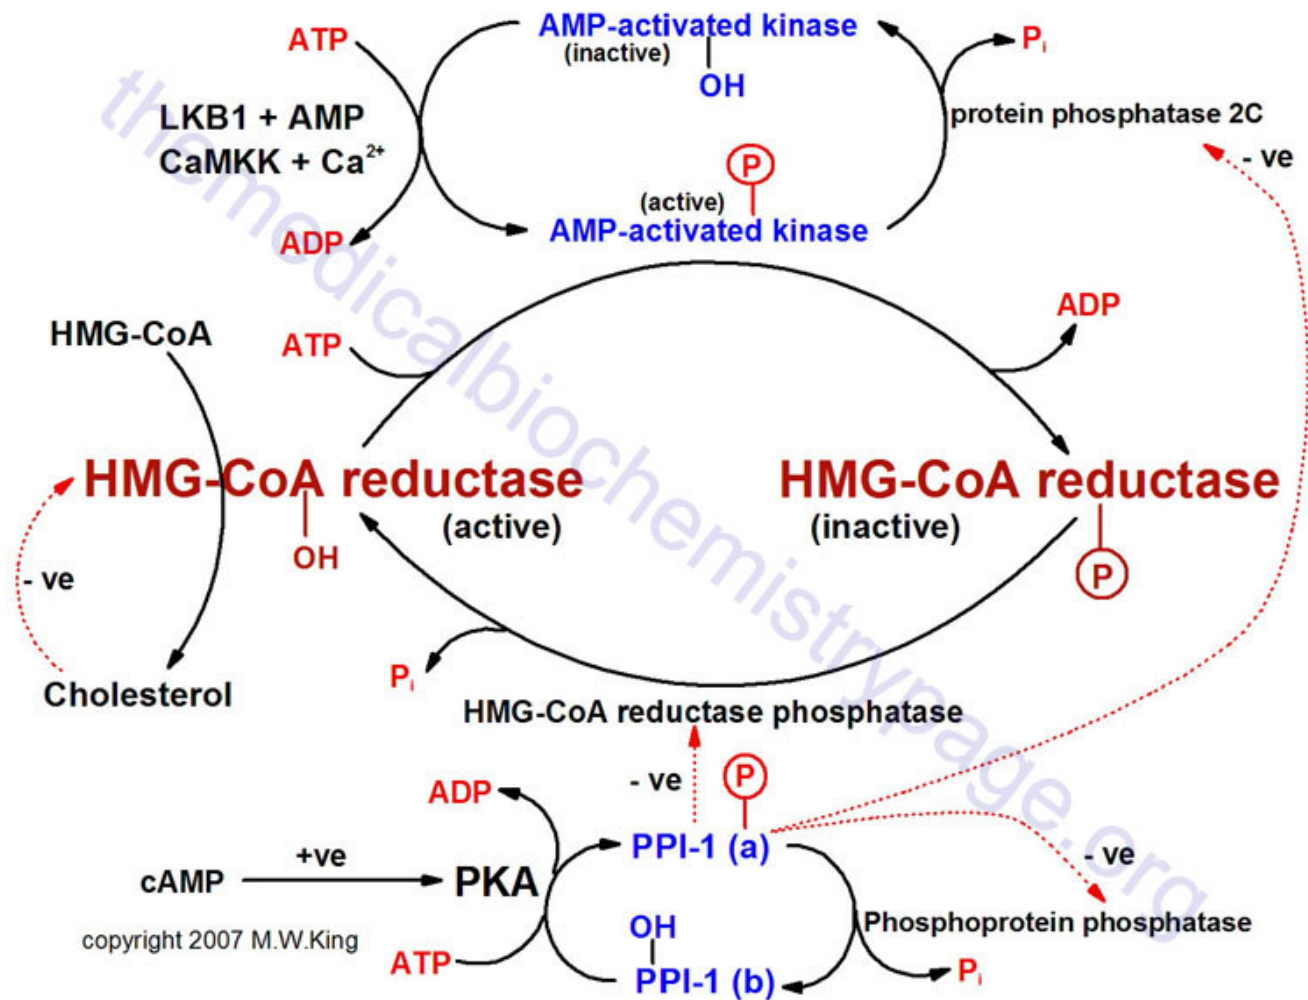 AMP-activated kinase
(inactive)
OH
ATP
Pi
LKB1 + AMP
CaMKK + Ca2+
protein phosphatase 2C
- ve
P
(active)
AMP-activated kinase
ADP
HMG-CoA
ATP
ADP
HMG-CoA reductase
(active)
OH
HMG-CoA reductase
(inactive)
P
- ve
Cholesterol
Pi
HMG-CoA reductase phosphatase
- ve
P
ADP
PPI-1 (a)
- ve
cAMP
+ve
PKA
Phosphoprotein phosphatase
OH
ATP
PPI-1 (b)
Pi
copyright 2007 M.W.King
themedicalbiochemistrypage.org